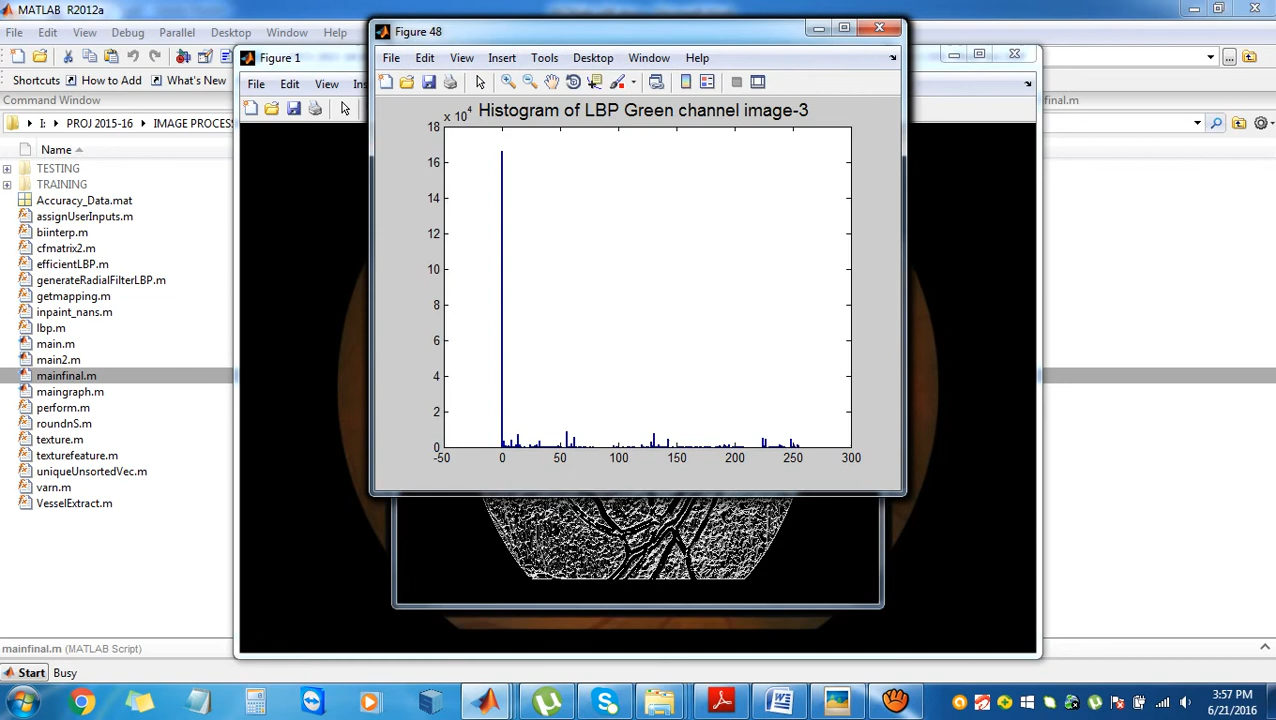 MATLAB R2012a
File Edit View Debug Desktop Window Help
Shortcuts How to Add What's New
Command Window
I: PROJ 2015-16 IMAGE PROCESS
Name
TESTING
TRAINING
Accuracy_Data.mat
assignUserInputs.m
biinterp.m
cfmatrix2.m
efficientLBP.m
generateRadialFilterLBP.m
getmapping.m
inpaint_nans.m
lbp.m
main.m
main2.m
mainfinal.m
maingraph.m
perform.m
roundnS.m
texture.m
texturefeature.m
uniqueUnsortedVec.m
varn.m
VesselExtract.m
mainfinal.m (MATLAB Script)
Start Busy
Figure 1
File Edit View Ins
Figure 48
File Edit View Insert Tools Desktop Window Help
x 10^4 Histogram of LBP Green channel image-3
18
16
14
12
10
8
6
4
2
0
-50 0 50 100 150 200 250 300
final.m
3:57 PM
6/21/2016